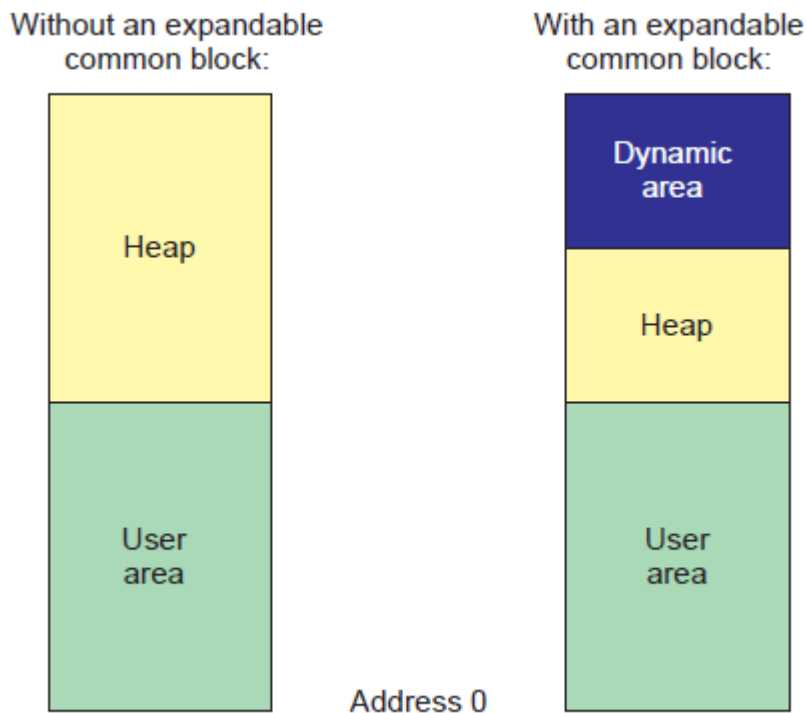 Without an expandable
common block:
Heap
User
area
With an expandable
common block:
Dynamic
area
Heap
User
area
Address 0